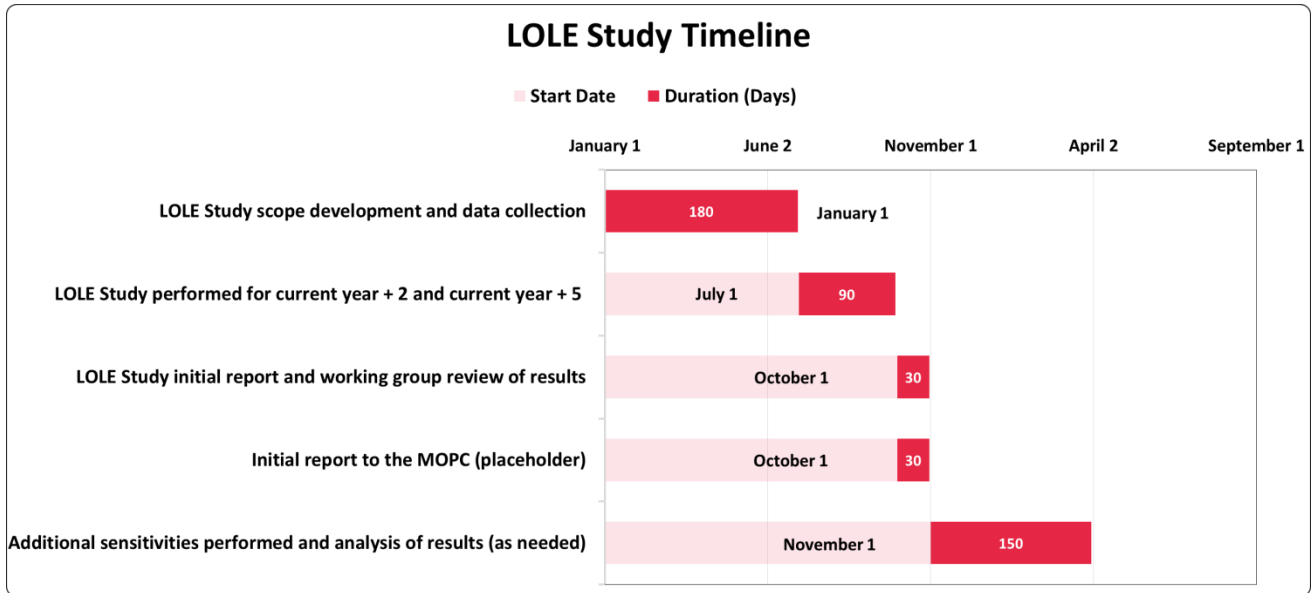 LOLE Study Timeline
Start Date Duration (Days)
January 1 June 2 November 1 April 2 September 1
LOLE Study scope development and data collection 180 January 1
LOLE Study performed for current year + 2 and current year + 5 July 1 90
LOLE Study initial report and working group review of results October 1 30
Initial report to the MOPC (placeholder) October 1 30
Additional sensitivities performed and analysis of results (as needed) November 1 150